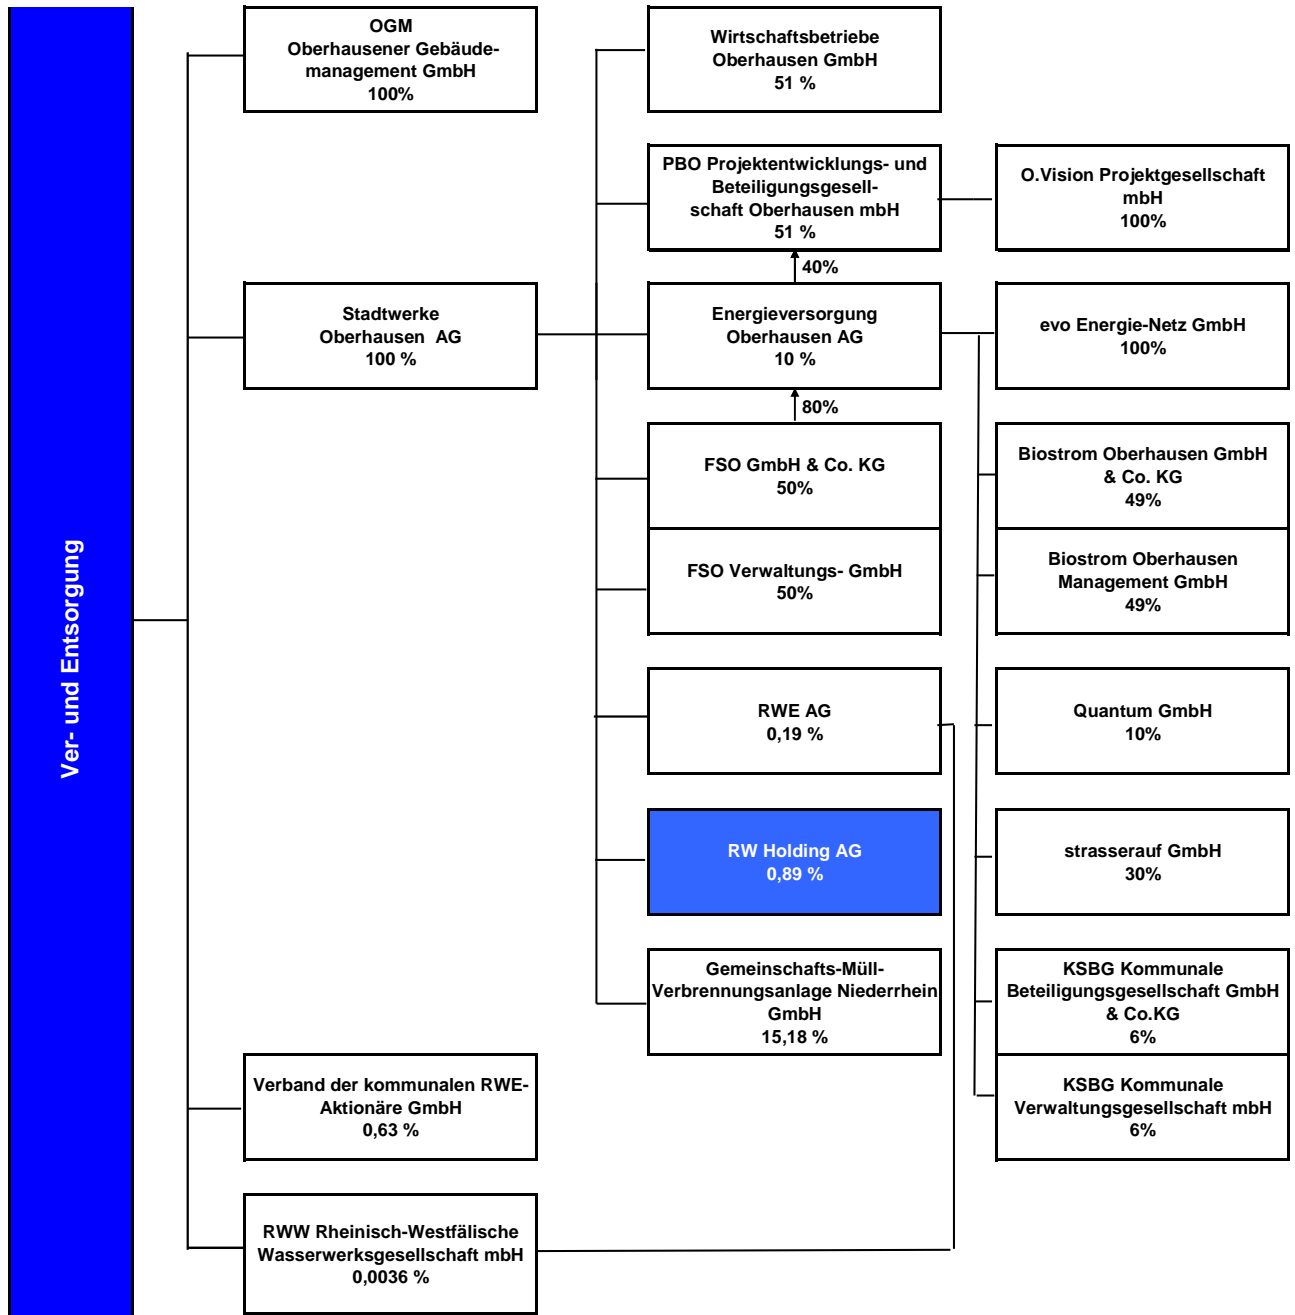 Ver- und Entsorgung
OGM
Oberhausener Gebäude-
management GmbH
100%
Stadtwerke
Oberhausen AG
100 %
Verband der kommunalen RWE-
Aktionäre GmbH
0,63 %
RWW Rheinisch-Westfälische
Wasserwerksgesellschaft mbH
0,0036 %
Wirtschaftsbetriebe
Oberhausen GmbH
51 %
PBO Projektentwicklungs- und
Beteiligungsgesell-
schaft Oberhausen mbH
51 %
40%
Energieversorgung
Oberhausen AG
10 %
80%
FSO GmbH & Co. KG
50%
FSO Verwaltungs- GmbH
50%
RWE AG
0,19 %
RW Holding AG
0,89 %
Gemeinschafts-Müll-
Verbrennungsanlage Niederrhein
GmbH
15,18 %
O.Vision Projektgesellschaft
mbH
100%
evo Energie-Netz GmbH
100%
Biostrom Oberhausen GmbH
& Co. KG
49%
Biostrom Oberhausen
Management GmbH
49%
Quantum GmbH
10%
strasserauf GmbH
30%
KSBG Kommunale
Beteiligungsgesellschaft GmbH
& Co.KG
6%
KSBG Kommunale
Verwaltungsgesellschaft mbH
6%